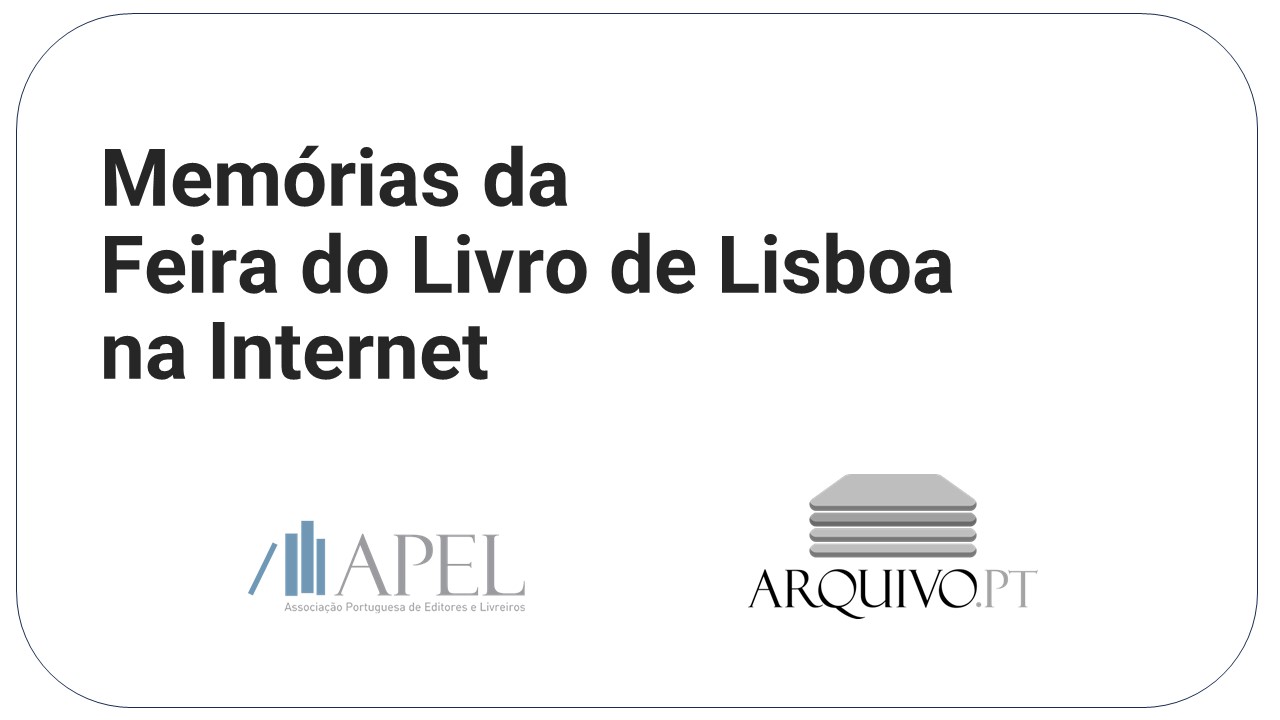 Memórias da
Feira do Livro de Lisboa
na Internet
APEL
Associação Portuguesa de Editores e Livreiros
ARQUIVO.PT